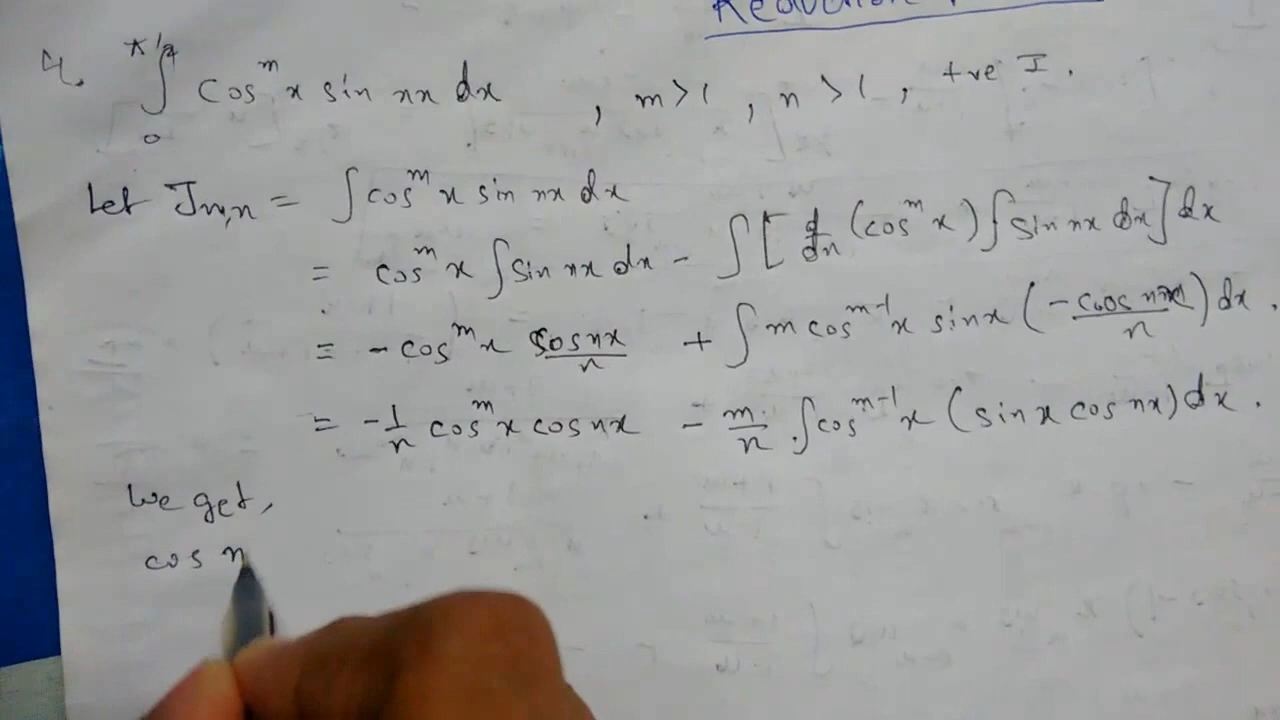 4. ∫₀^{π/2} cos^m x sin nx dx , m>1 , n>1 , +ve I.
Let J_{m,n} = ∫cos^m x sin nx dx
= cos^m x ∫sin nx dx - ∫[d/dx (cos^m x) ∫sin nx dx] dx
= -cos^m x cos nx/n + ∫m cos^{m-1} x sin x (-cos nx/n) dx.
= -1/n cos^m x cos nx - m/n ∫cos^{m-1} x (sin x cos nx) dx.
We get,
cos n